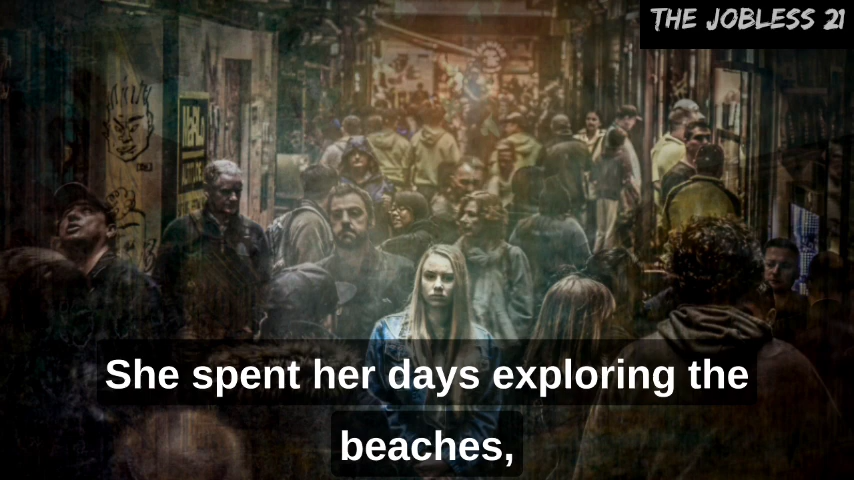 THE JOBLESS 21
She spent her days exploring the
beaches,